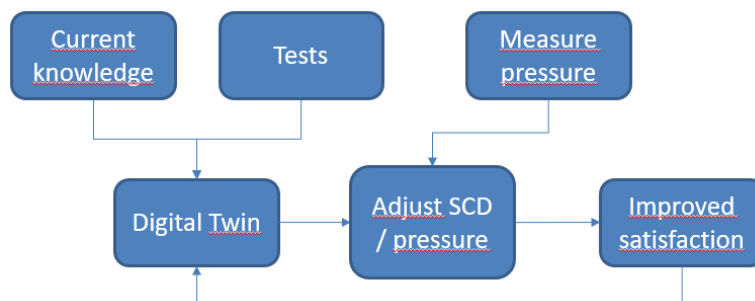 Current
knowledge
Tests
Measure
pressure
Digital Twin
Adjust SCD
/ pressure
Improved
satisfaction